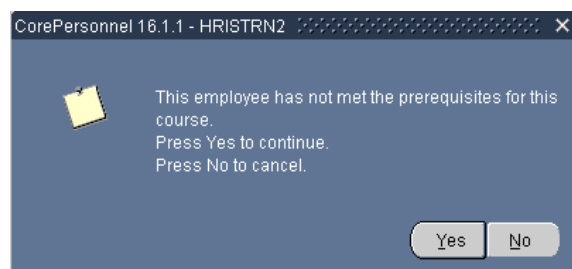 CorePersonnel 16.1.1 - HRISTRN2
This employee has not met the prerequisites for this
course.
Press Yes to continue.
Press No to cancel.
Yes No